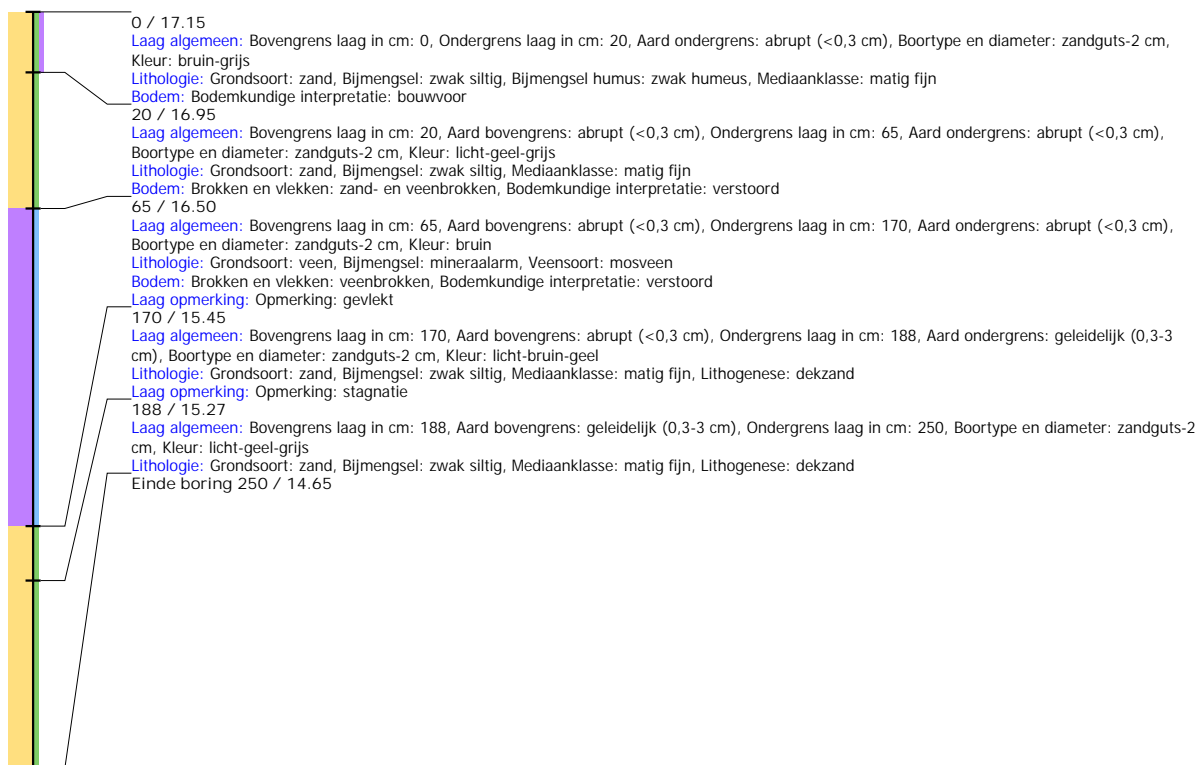 0 / 17.15
Laag algemeen: Bovengrens laag in cm: 0, Ondergrens laag in cm: 20, Aard ondergrens: abrupt (<0,3 cm), Boortype en diameter: zandguts-2 cm,
Kleur: bruin-grijs
Lithologie: Grondsoort: zand, Bijmengsel: zwak siltig, Bijmengsel humus: zwak humeus, Mediaanklasse: matig fijn
Bodem: Bodemkundige interpretatie: bouwvoor
20 / 16.95
Laag algemeen: Bovengrens laag in cm: 20, Aard bovengrens: abrupt (<0,3 cm), Ondergrens laag in cm: 65, Aard ondergrens: abrupt (<0,3 cm),
Boortype en diameter: zandguts-2 cm, Kleur: licht-geel-grijs
Lithologie: Grondsoort: zand, Bijmengsel: zwak siltig, Mediaanklasse: matig fijn
Bodem: Brokken en vlekken: zand- en veenbrokken, Bodemkundige interpretatie: verstoord
65 / 16.50
Laag algemeen: Bovengrens laag in cm: 65, Aard bovengrens: abrupt (<0,3 cm), Ondergrens laag in cm: 170, Aard ondergrens: abrupt (<0,3 cm),
Boortype en diameter: zandguts-2 cm, Kleur: bruin
Lithologie: Grondsoort: veen, Bijmengsel: mineraalarm, Veensoort: mosveen
Bodem: Brokken en vlekken: veenbrokken, Bodemkundige interpretatie: verstoord
Laag opmerking: Opmerking: gevlekt
170 / 15.45
Laag algemeen: Bovengrens laag in cm: 170, Aard bovengrens: abrupt (<0,3 cm), Ondergrens laag in cm: 188, Aard ondergrens: geleidelijk (0,3-3
cm), Boortype en diameter: zandguts-2 cm, Kleur: licht-bruin-geel
Lithologie: Grondsoort: zand, Bijmengsel: zwak siltig, Mediaanklasse: matig fijn, Lithogenese: dekzand
Laag opmerking: Opmerking: stagnatie
188 / 15.27
Laag algemeen: Bovengrens laag in cm: 188, Aard bovengrens: geleidelijk (0,3-3 cm), Ondergrens laag in cm: 250, Boortype en diameter: zandguts-2
cm, Kleur: licht-geel-grijs
Lithologie: Grondsoort: zand, Bijmengsel: zwak siltig, Mediaanklasse: matig fijn, Lithogenese: dekzand
Einde boring 250 / 14.65